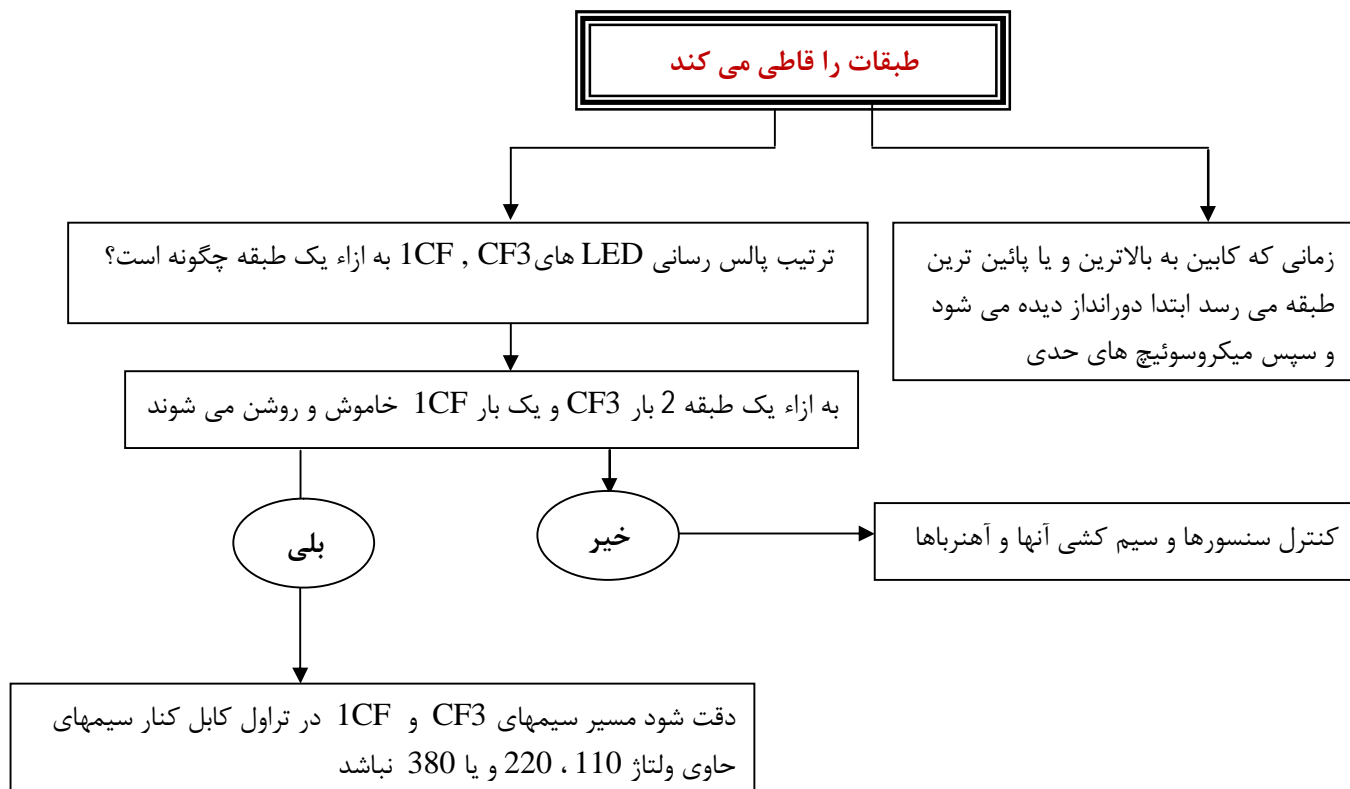 طبقات را قاطی می کند
زمانی که کابین به بالاترین و یا پائین ترین
طبقه می رسد ابتدا دورانداز دیده می شود
و سپس میکروسوئیچ های حدی
ترتیب پالس رسانی LED های1CF , CF3 به ازاء یک طبقه چگونه است؟
به ازاء یک طبقه 2 بار CF3 و یک بار 1CF خاموش و روشن می شوند
بلی
خیر
کنترل سنسورها و سیم کشی آنها و آهنرباها
دقت شود مسیر سیمهای CF3 و 1CF در تراول کابل کنار سیمهای
حاوی ولتاژ 110 ، 220 و یا 380 نباشد